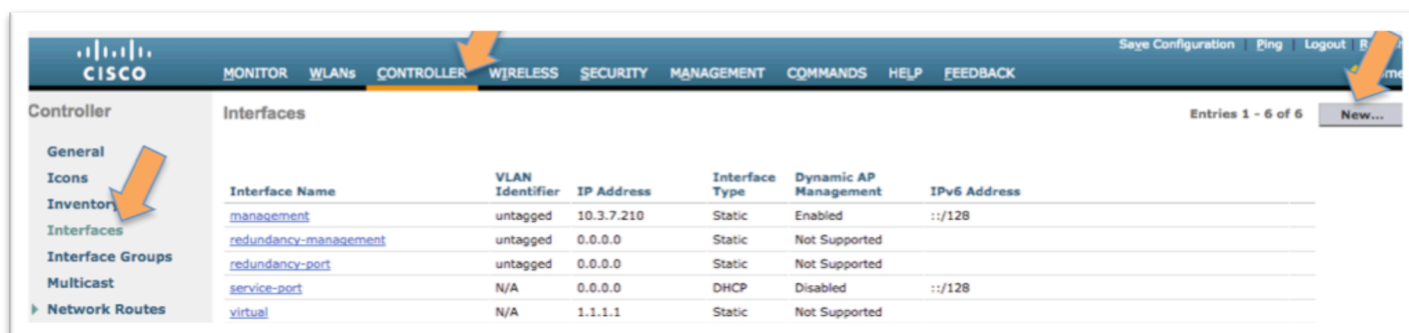 Save Configuration Ping Logout
CISCO MONITOR WLANs CONTROLLER WIRELESS SECURITY MANAGEMENT COMMANDS HELP FEEDBACK
Controller
Interfaces Entries 1 - 6 of 6 New...
General
Icons
Inventory
Interfaces
Interface Groups
Multicast
Network Routes
Interface Name VLAN Identifier IP Address Interface Type Dynamic AP Management IPv6 Address
management untagged 10.3.7.210 Static Enabled ::/128
redundancy-management untagged 0.0.0.0 Static Not Supported
redundancy-port untagged 0.0.0.0 Static Not Supported
service-port N/A 0.0.0.0 DHCP Disabled ::/128
virtual N/A 1.1.1.1 Static Not Supported